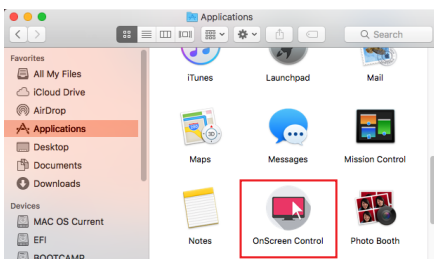 Applications
Search
Favorites
All My Files
iCloud Drive
AirDrop
Applications
Desktop
Documents
Downloads
Devices
MAC OS Current
EFI
BOOTCAMP
iTunes
Launchpad
Mail
Maps
Messages
Mission Control
Notes
OnScreen Control
Photo Booth